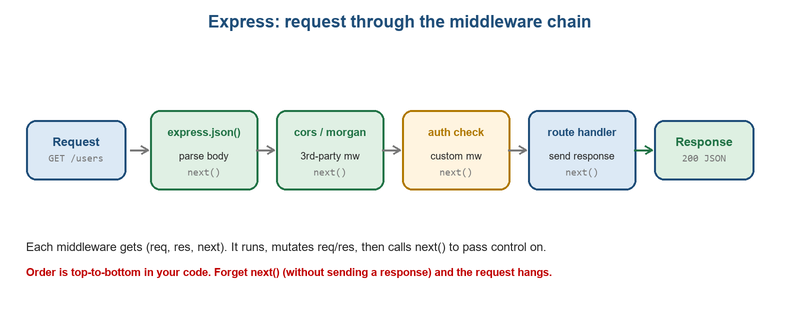 Express: request through the middleware chain
Request
GET /users
express.json()
parse body
next()
cors / morgan
3rd-party mw
next()
auth check
custom mw
next()
route handler
send response
next()
Response
200 JSON
Each middleware gets (req, res, next). It runs, mutates req/res, then calls next() to pass control on.
Order is top-to-bottom in your code. Forget next() (without sending a response) and the request hangs.